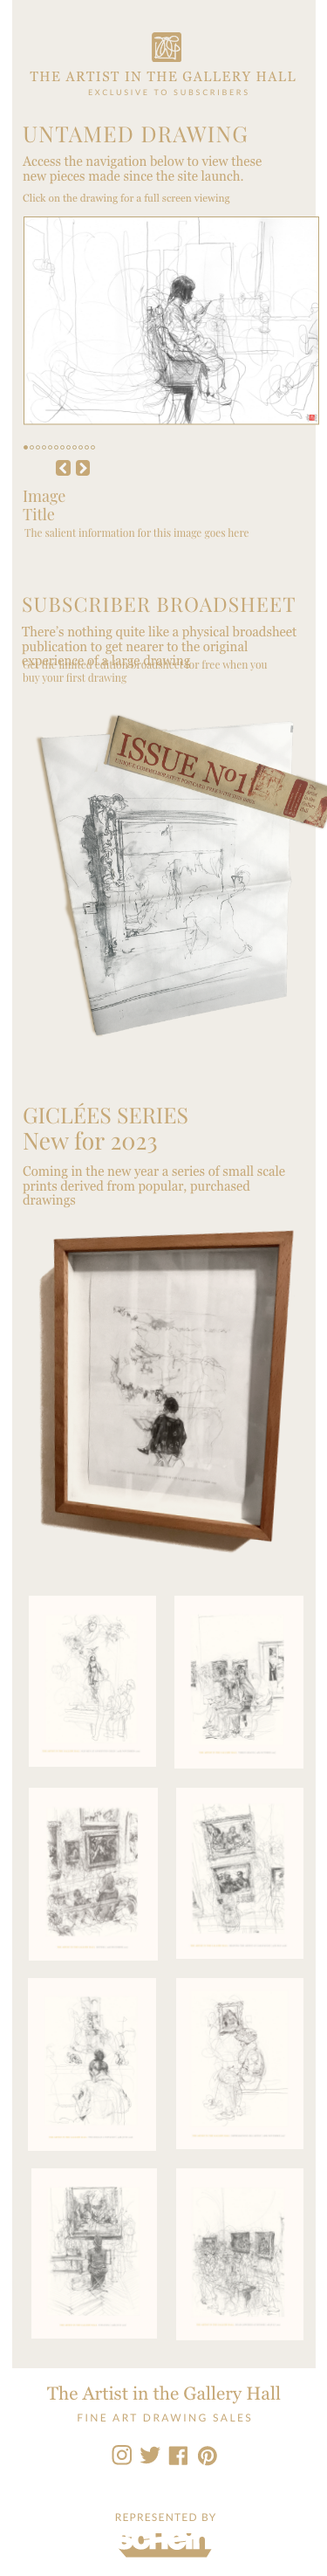 THE ARTIST IN THE GALLERY HALL
EXCLUSIVE TO SUBSCRIBERS
UNTAMED DRAWING
Access the navigation below to view these
new pieces made since the site launch.
Click on the drawing for a full screen viewing
Image
Title
The salient information for this image goes here
SUBSCRIBER BROADSHEET
There's nothing quite like a physical broadsheet
publication to get nearer to the original
experience of a large drawing
Get the limited edition broadsheet for free when you
buy your first drawing
ISSUE Nº1
GICLÉES SERIES
New for 2023
Coming in the new year a series of small scale
prints derived from popular, purchased
drawings
The Artist in the Gallery Hall
FINE ART DRAWING SALES
REPRESENTED BY
schein